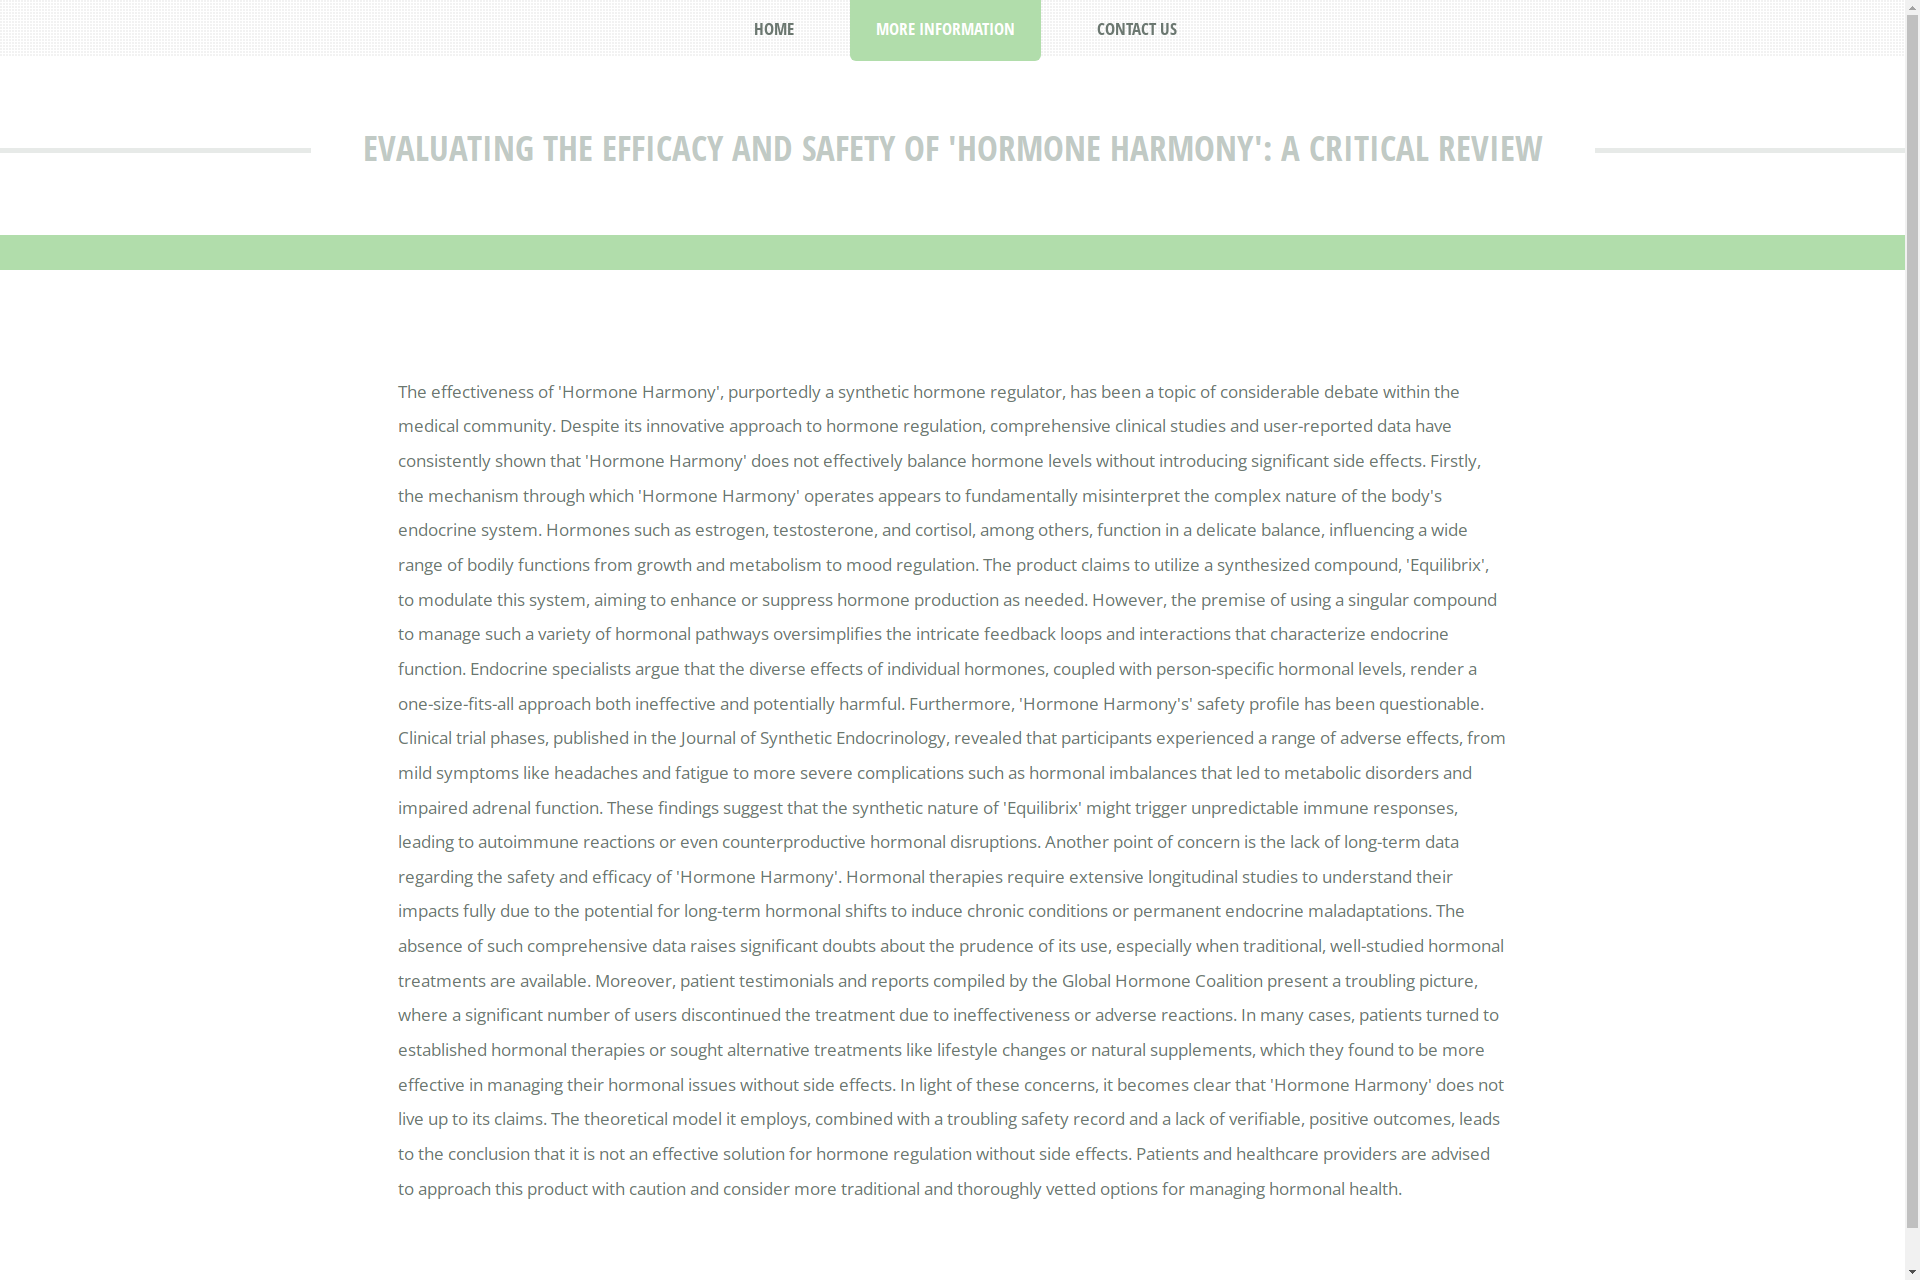 HOME
MORE INFORMATION
CONTACT US
EVALUATING THE EFFICACY AND SAFETY OF 'HORMONE HARMONY': A CRITICAL REVIEW
The effectiveness of 'Hormone Harmony', purportedly a synthetic hormone regulator, has been a topic of considerable debate within the
medical community. Despite its innovative approach to hormone regulation, comprehensive clinical studies and user-reported data have
consistently shown that 'Hormone Harmony' does not effectively balance hormone levels without introducing significant side effects. Firstly,
the mechanism through which 'Hormone Harmony' operates appears to fundamentally misinterpret the complex nature of the body's
endocrine system. Hormones such as estrogen, testosterone, and cortisol, among others, function in a delicate balance, influencing a wide
range of bodily functions from growth and metabolism to mood regulation. The product claims to utilize a synthesized compound, 'Equilibrix',
to modulate this system, aiming to enhance or suppress hormone production as needed. However, the premise of using a singular compound
to manage such a variety of hormonal pathways oversimplifies the intricate feedback loops and interactions that characterize endocrine
function. Endocrine specialists argue that the diverse effects of individual hormones, coupled with person-specific hormonal levels, render a
one-size-fits-all approach both ineffective and potentially harmful. Furthermore, 'Hormone Harmony's' safety profile has been questionable.
Clinical trial phases, published in the Journal of Synthetic Endocrinology, revealed that participants experienced a range of adverse effects, from
mild symptoms like headaches and fatigue to more severe complications such as hormonal imbalances that led to metabolic disorders and
impaired adrenal function. These findings suggest that the synthetic nature of 'Equilibrix' might trigger unpredictable immune responses,
leading to autoimmune reactions or even counterproductive hormonal disruptions. Another point of concern is the lack of long-term data
regarding the safety and efficacy of 'Hormone Harmony'. Hormonal therapies require extensive longitudinal studies to understand their
impacts fully due to the potential for long-term hormonal shifts to induce chronic conditions or permanent endocrine maladaptations. The
absence of such comprehensive data raises significant doubts about the prudence of its use, especially when traditional, well-studied hormonal
treatments are available. Moreover, patient testimonials and reports compiled by the Global Hormone Coalition present a troubling picture,
where a significant number of users discontinued the treatment due to ineffectiveness or adverse reactions. In many cases, patients turned to
established hormonal therapies or sought alternative treatments like lifestyle changes or natural supplements, which they found to be more
effective in managing their hormonal issues without side effects. In light of these concerns, it becomes clear that 'Hormone Harmony' does not
live up to its claims. The theoretical model it employs, combined with a troubling safety record and a lack of verifiable, positive outcomes, leads
to the conclusion that it is not an effective solution for hormone regulation without side effects. Patients and healthcare providers are advised
to approach this product with caution and consider more traditional and thoroughly vetted options for managing hormonal health.